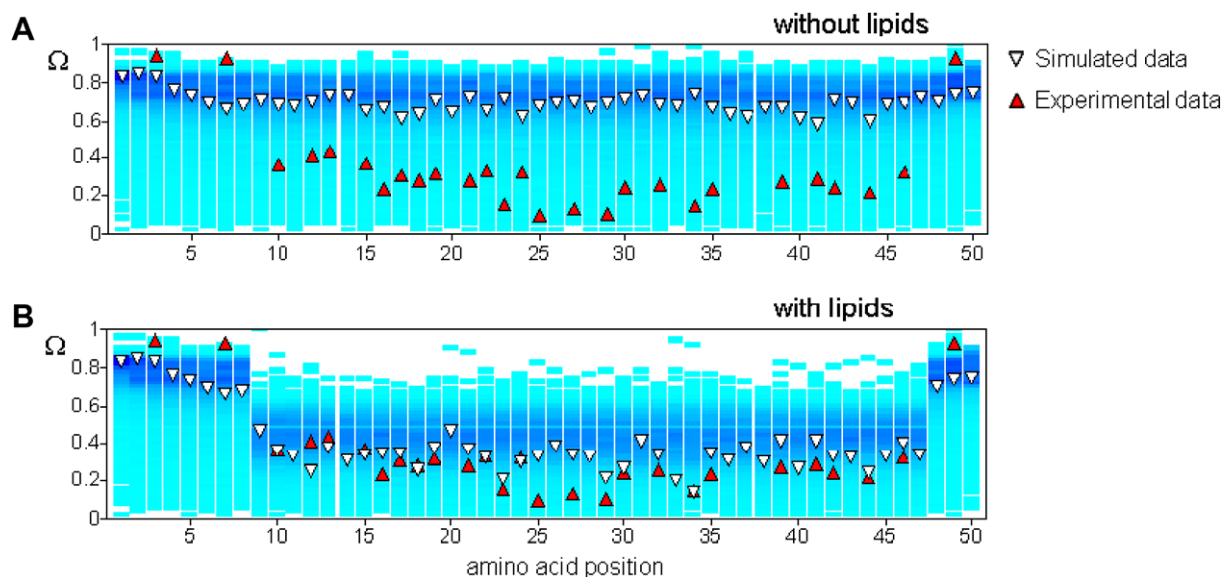 A
without lipids
Ω
1
0.8
0.6
0.4
0.2
0
5 10 15 20 25 30 35 40 45 50
Simulated data
Experimental data
B
with lipids
Ω
1
0.8
0.6
0.4
0.2
0
5 10 15 20 25 30 35 40 45 50
amino acid position